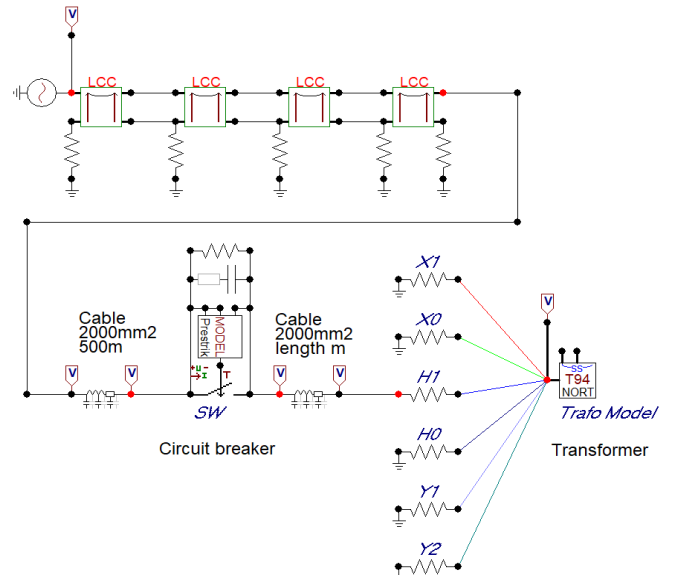 V
LCC LCC LCC LCC
X1
X0
V
Cable
2000mm2
500m
Prestrik
MODEL
Cable
2000mm2
length m
V
V
+u-
i
T
V
V
H1
SS
T94
NORT
SW
Trafo Model
Circuit breaker
H0
Transformer
Y1
Y2